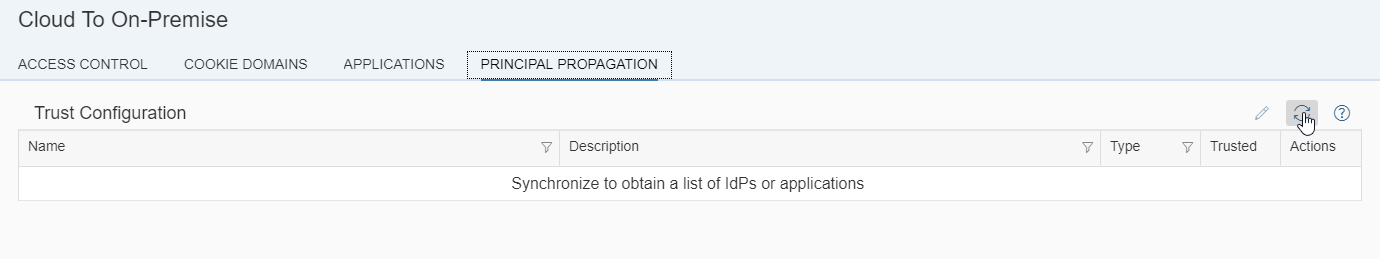 Cloud To On-Premise
ACCESS CONTROL COOKIE DOMAINS APPLICATIONS PRINCIPAL PROPAGATION
Trust Configuration
Name Description Type Trusted Actions
Synchronize to obtain a list of IdPs or applications